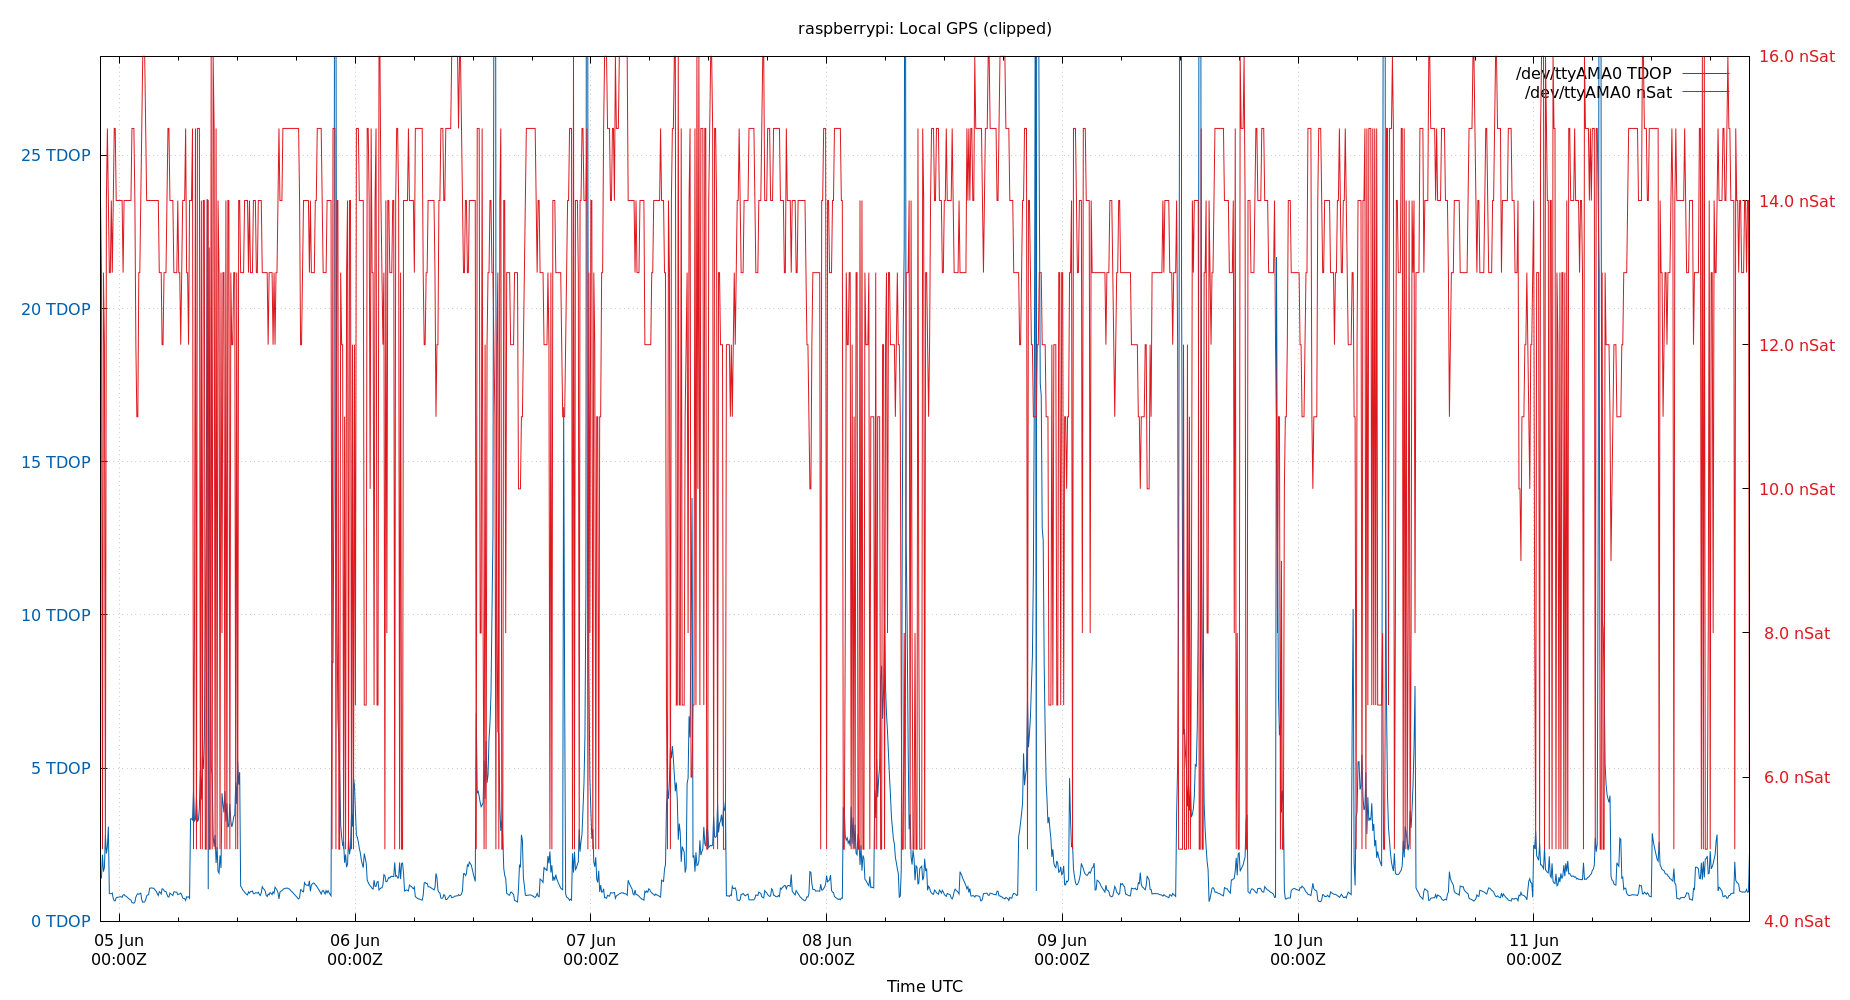 raspberrypi: Local GPS (clipped)
16.0 nSat
/dev/ttyAMA0 TDOP
/dev/ttyAMA0 nSat
25 TDOP
14.0 nSat
20 TDOP
12.0 nSat
15 TDOP
10.0 nSat
10 TDOP
8.0 nSat
5 TDOP
6.0 nSat
0 TDOP
4.0 nSat
05 Jun 06 Jun 07 Jun 08 Jun 09 Jun 10 Jun 11 Jun
00:00Z 00:00Z 00:00Z 00:00Z 00:00Z 00:00Z 00:00Z
Time UTC